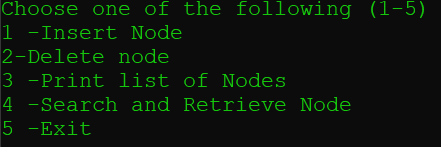 Choose one of the following (1-5)
1 -Insert Node
2-Delete node
3 -Print list of Nodes
4 -Search and Retrieve Node
5 -Exit